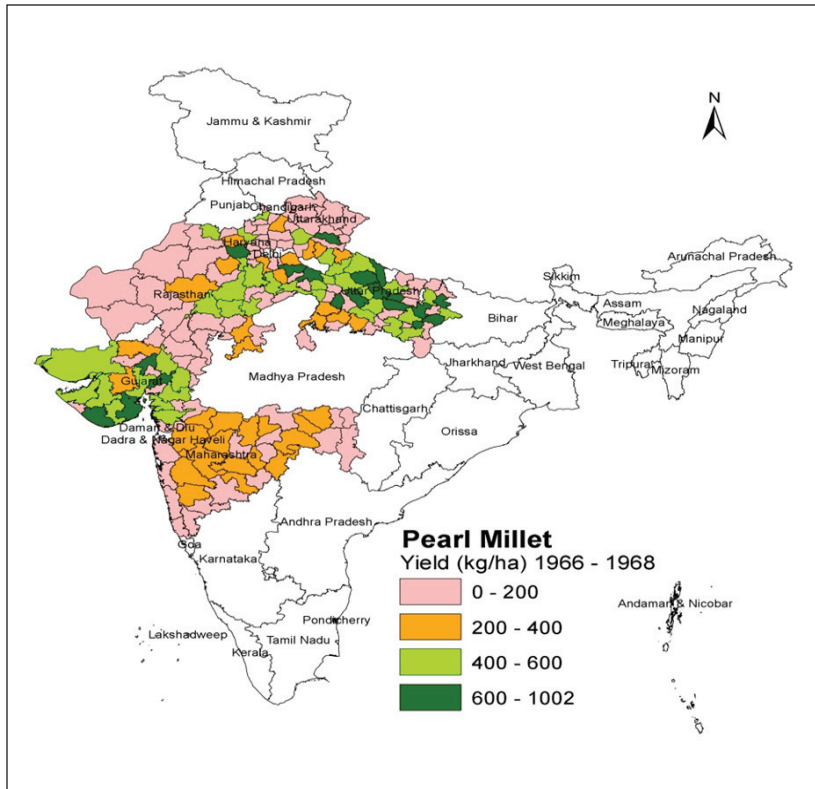 N
Jammu & Kashmir
Himachal Pradesh
Punjab
Chandigarh
Uttarakhand
Haryana
Delhi
Arunachal Pradesh
Sikkim
Rajasthan
Uttar Pradesh
Assam
Nagaland
Bihar
Meghalaya
Manipur
Jharkhand
West Bengal
Tripura
Mizoram
Madhya Pradesh
Gujarat
Chattisgarh
Daman & Diu
Orissa
Dadra & Nagar Haveli
Maharashtra
Andhra Pradesh
Goa
Karnataka
Pearl Millet
Yield (kg/ha) 1966 - 1968
0 - 200
Andaman & Nicobar
Pondicherry
200 - 400
Lakshadweep
Tamil Nadu
Kerala
400 - 600
600 - 1002